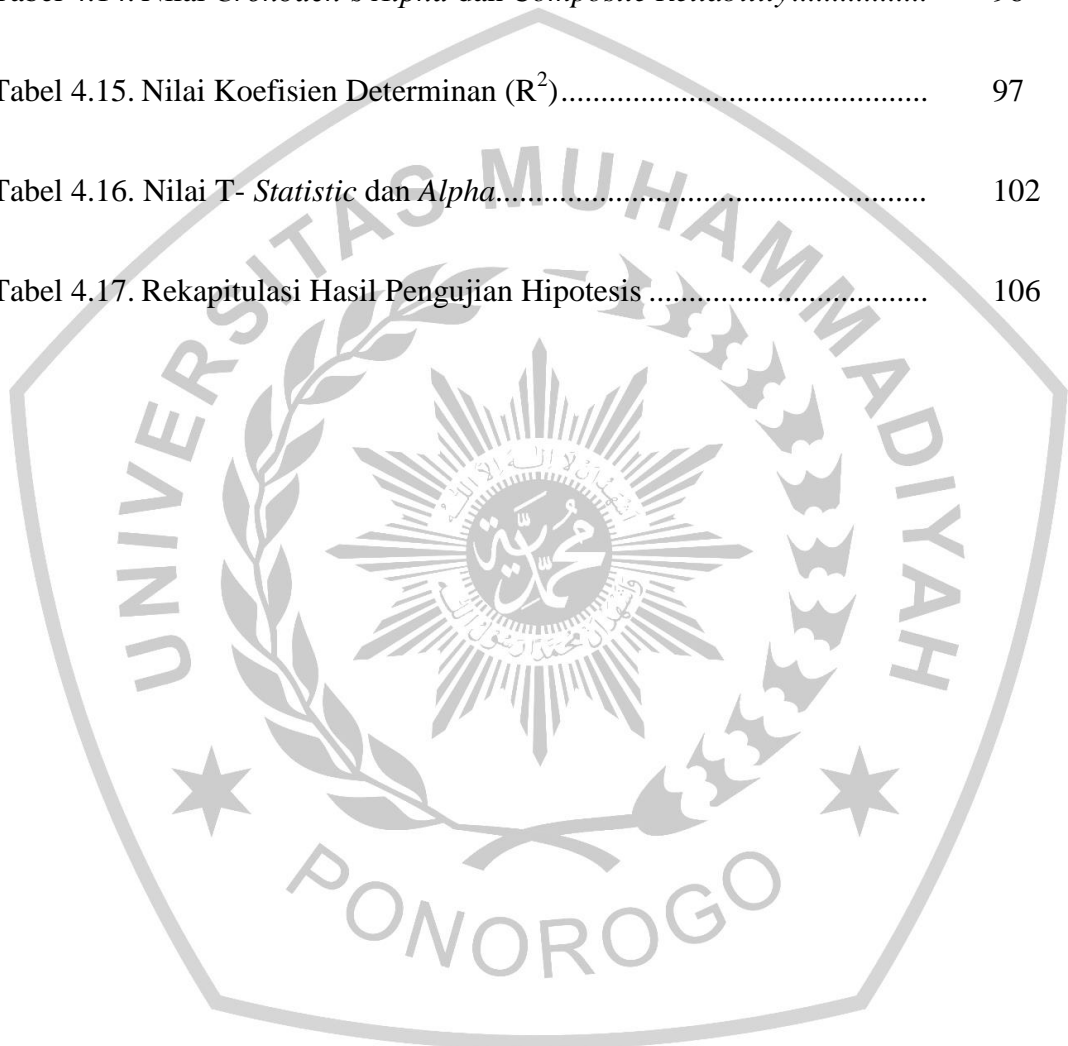 Tabel 4.15. Nilai Koefisien Determinan (R²)............................................. 97
Tabel 4.16. Nilai T- Statistic dan Alpha..................................................... 102
Tabel 4.17. Rekapitulasi Hasil Pengujian Hipotesis .................................. 106
UNIVERSITAS MUHAMMADIYAH
محمدية
PONOROGO